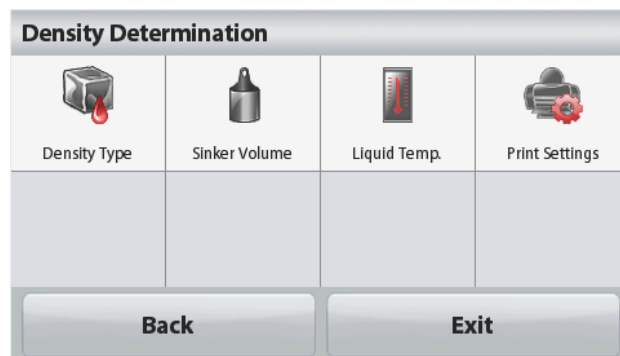 Density Determination
Density Type
Sinker Volume
Liquid Temp.
Print Settings
Back
Exit